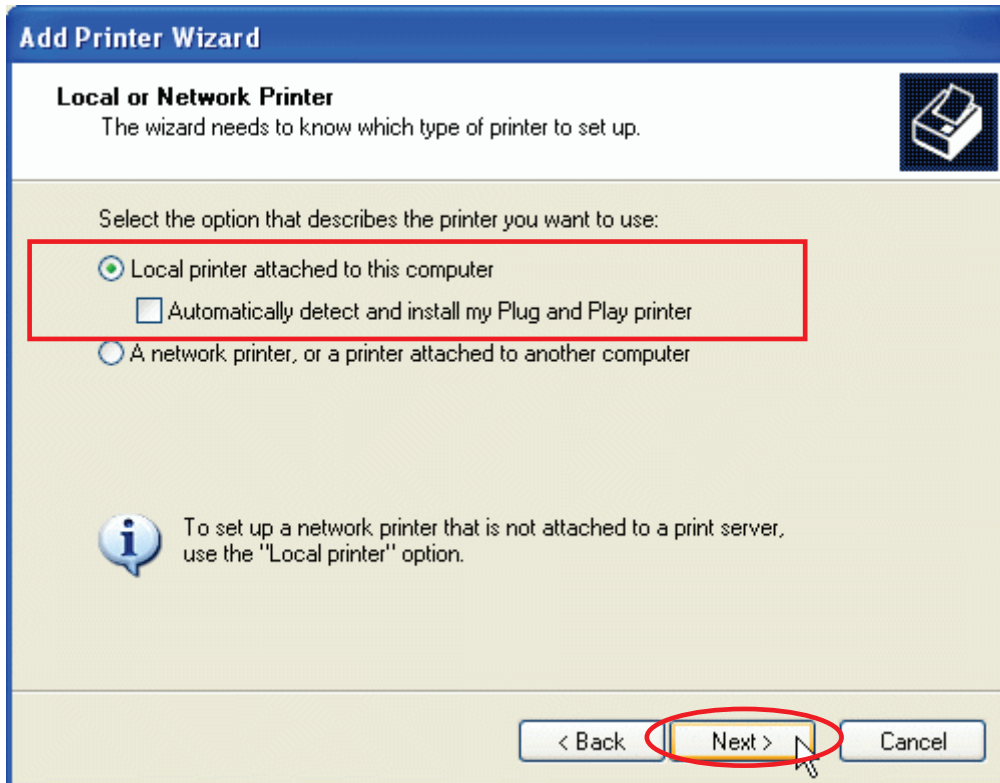 Add Printer Wizard
Local or Network Printer
The wizard needs to know which type of printer to set up.
Select the option that describes the printer you want to use:
Local printer attached to this computer
Automatically detect and install my Plug and Play printer
A network printer, or a printer attached to another computer
To set up a network printer that is not attached to a print server,
use the "Local printer" option.
< Back Next > Cancel